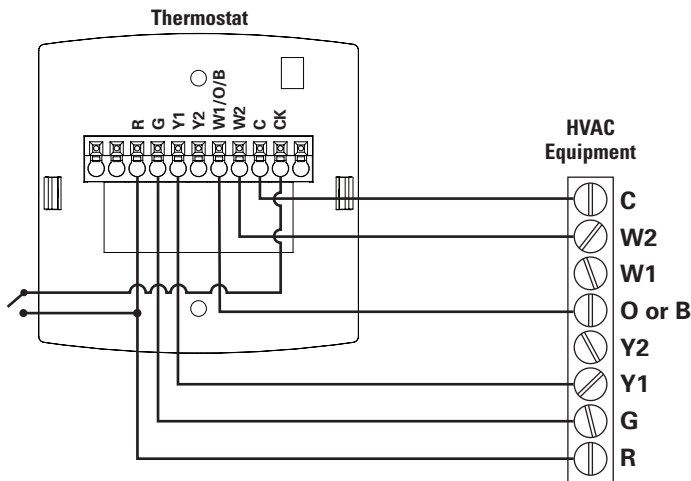 Thermostat
R
G
Y1
Y2
W1/O/B
W2
C
CK
HVAC
Equipment
C
W2
W1
O or B
Y2
Y1
G
R